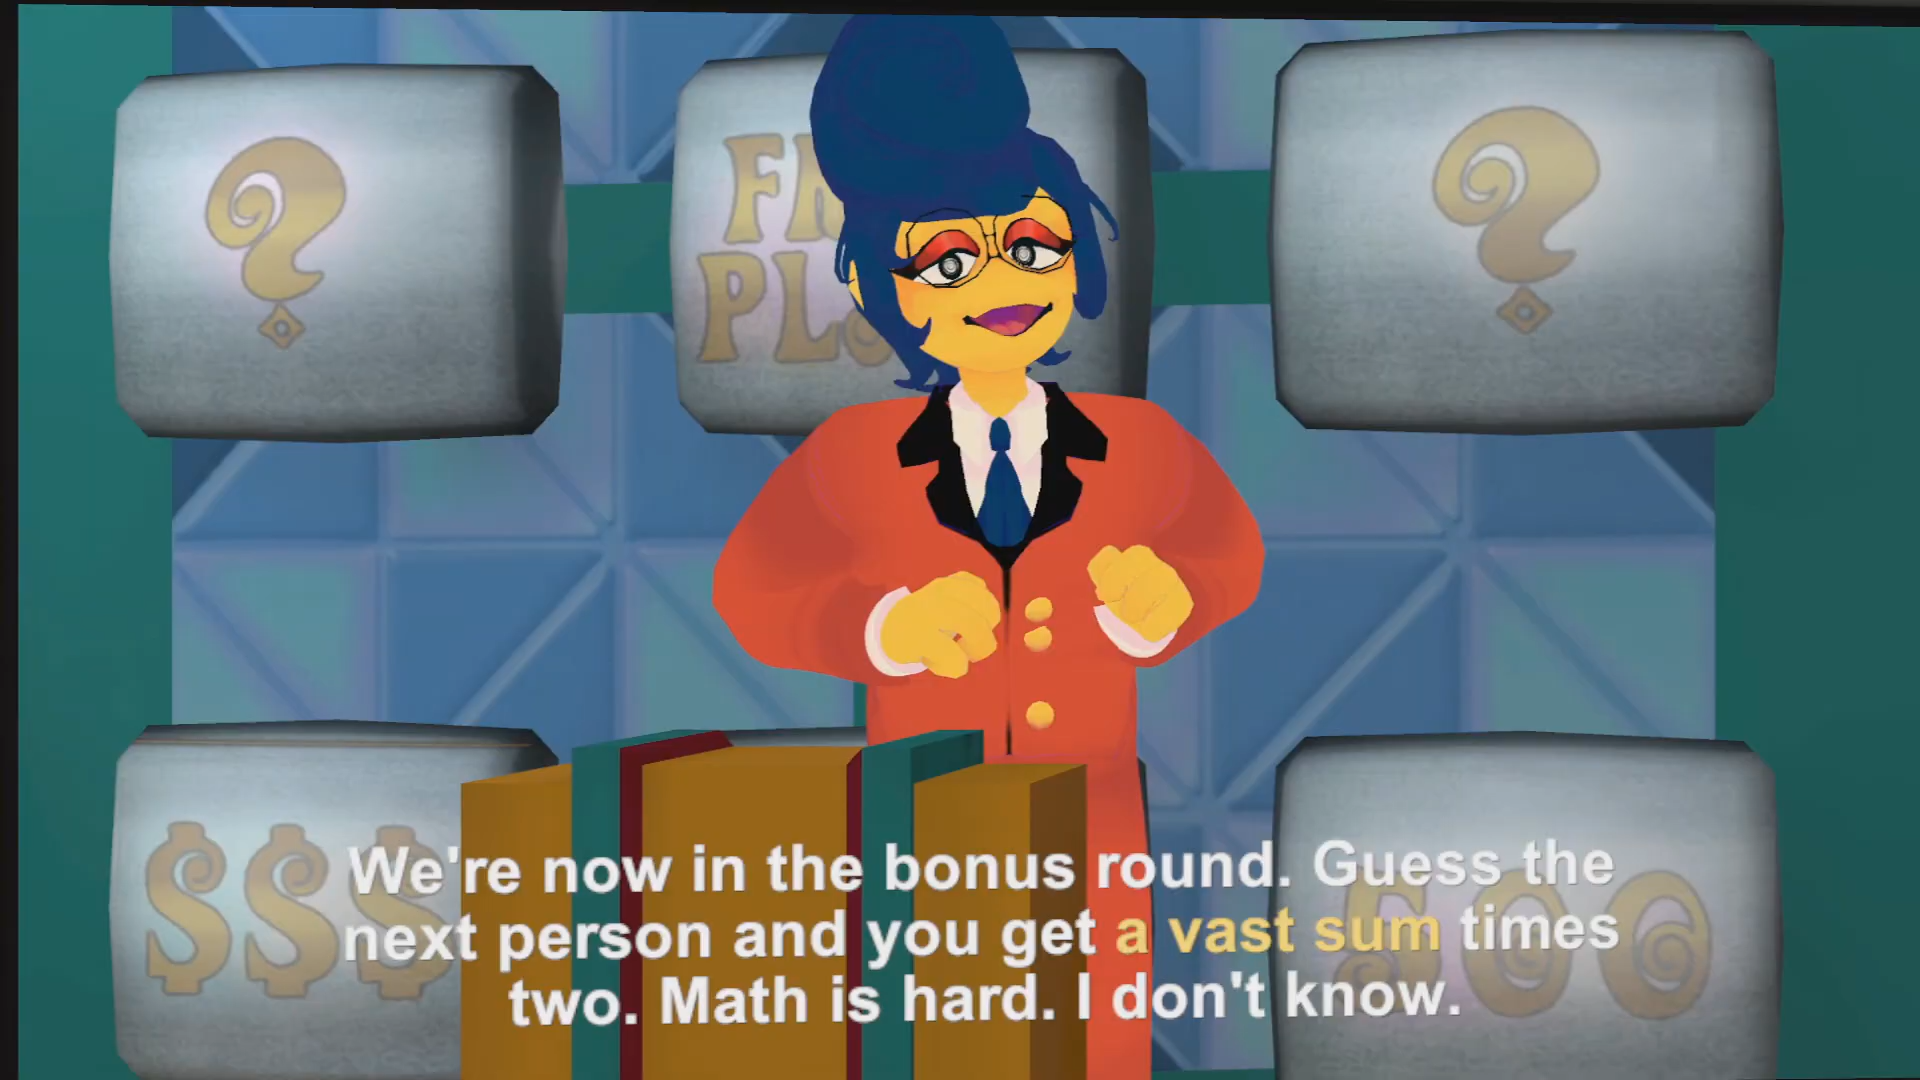 $$$
500
We're now in the bonus round. Guess the
next person and you get a vast sum times
two. Math is hard. I don't know.